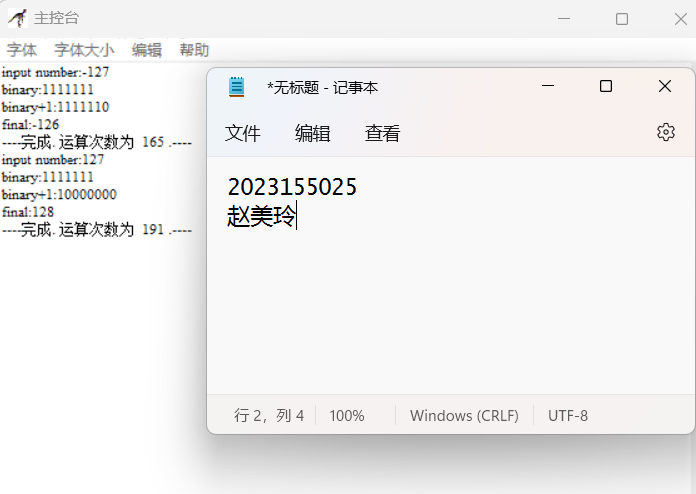 主控台
字体 字体大小 编辑 帮助
input number:-127
binary:1111111
binary+1:1111110
final:-126
----完成. 运算次数为 165 .----
input number:127
binary:1111111
binary+1:10000000
final:128
----完成. 运算次数为 191 .----
*无标题 - 记事本
文件 编辑 查看
2023155025
赵美玲
行 2，列 4 100% Windows (CRLF) UTF-8